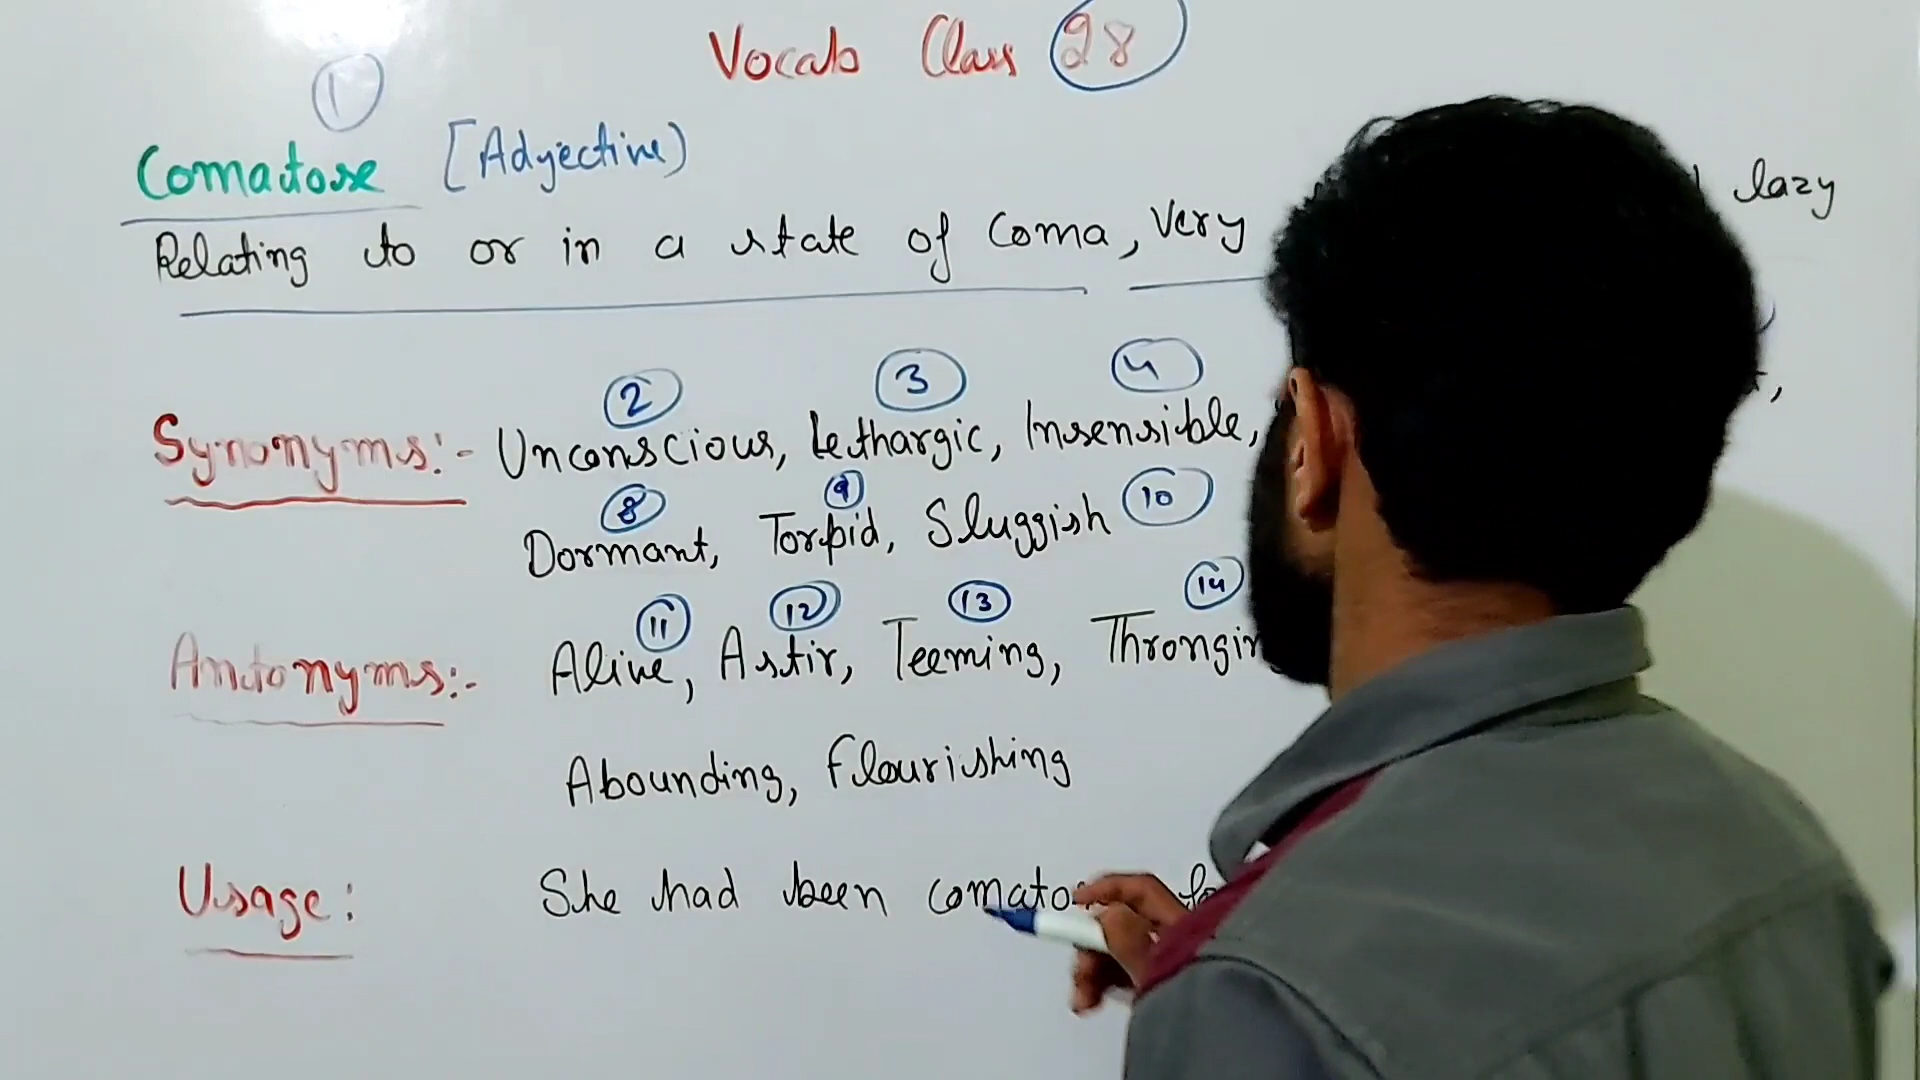 Vocab Class 28
1
Comatose [Adjective)
Relating to or in a state of Coma, Very lazy
2 3 4
Synonyms:- Unconscious, Lethargic, Insensible,
8 9 10
Dormant, Torpid, Sluggish
11 12 13 14
Antonyms:- Alive, Astir, Teeming,
Abounding, Flourishing
Usage: She had been